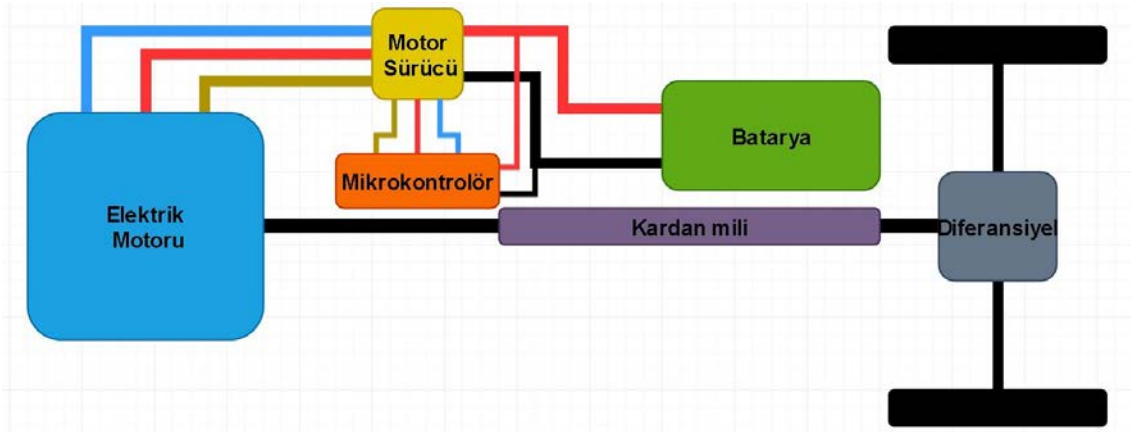 Motor
Sürücü
Batarya
Mikrokontrolör
Elektrik
Motoru
Kardan mili
Diferansiyel